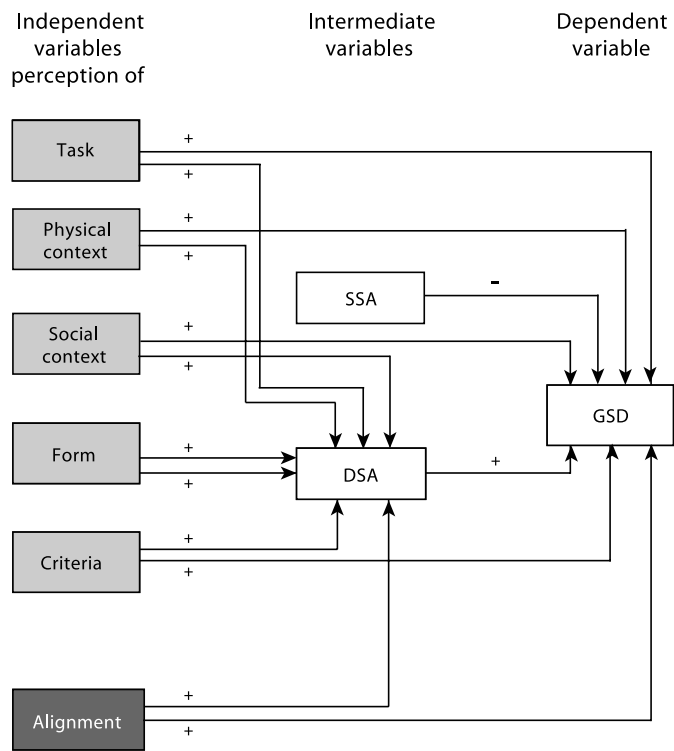 Independent
variables
perception of
Intermediate
variables
Dependent
variable
Task
+
+
Physical
context
+
+
SSA
-
Social
context
+
+
GSD
Form
+
+
DSA
+
Criteria
+
+
Alignment
+
+